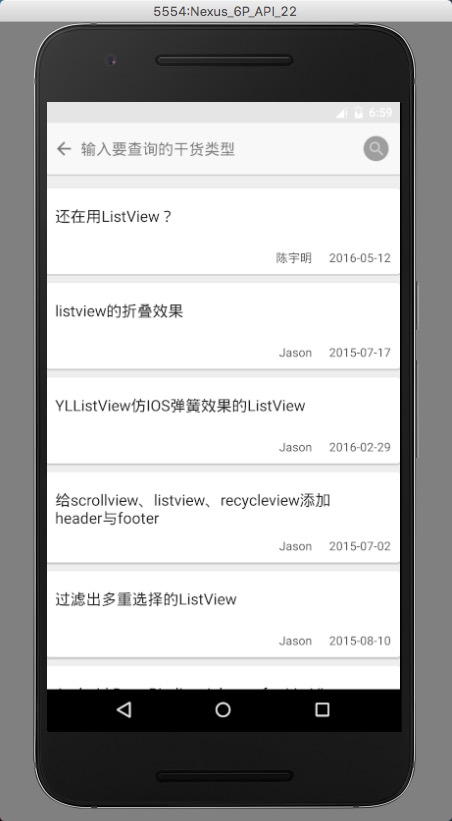 5554:Nexus_6P_API_22
6:59
输入要查询的干货类型
还在用ListView？
陈宇明 2016-05-12
listview的折叠效果
Jason 2015-07-17
YLListView仿IOS弹簧效果的ListView
Jason 2016-02-29
给scrollview、listview、recycleview添加
header与footer
Jason 2015-07-02
过滤出多重选择的ListView
Jason 2015-08-10